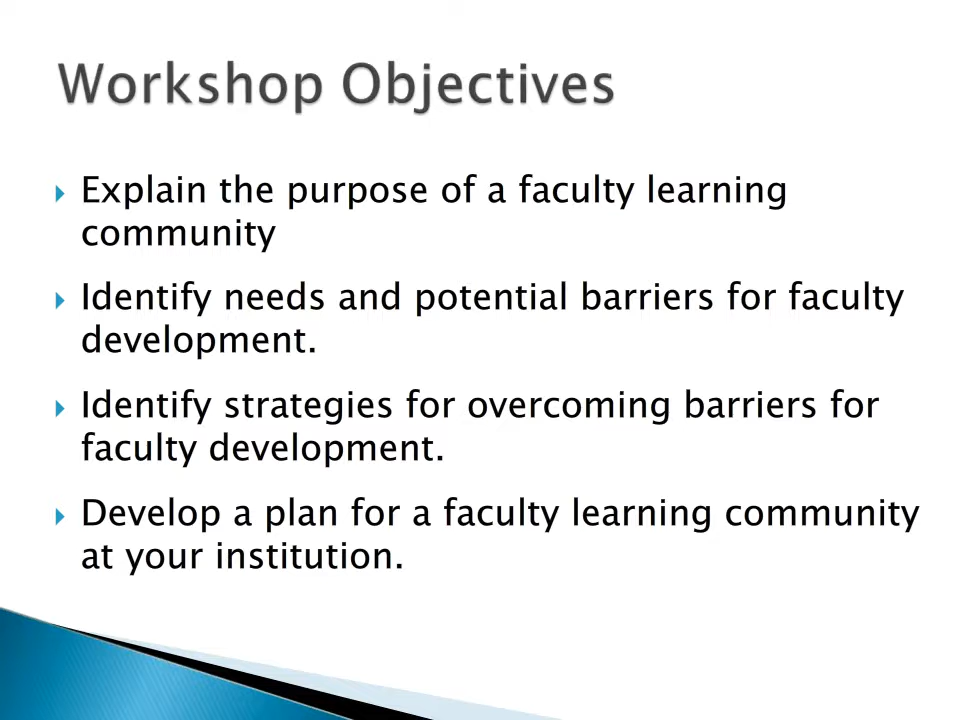 Workshop Objectives
Explain the purpose of a faculty learning
community
Identify needs and potential barriers for faculty
development.
Identify strategies for overcoming barriers for
faculty development.
Develop a plan for a faculty learning community
at your institution.